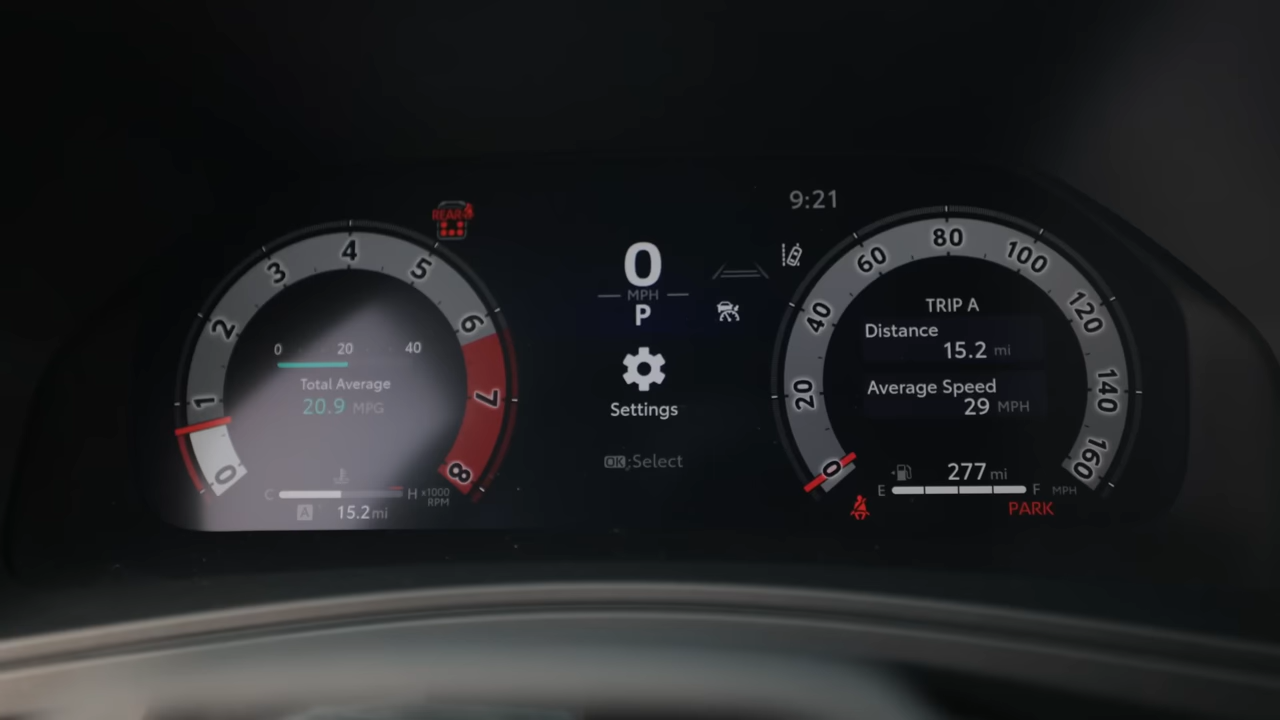 REAR
9:21
0 1 2 3 4 5 6 7 8
x1000
RPM
0 20 40
Total Average
20.9 MPG
C H
A 15.2 mi
0
MPH
P
Settings
OK:Select
0 20 40 60 80 100 120 140 160
MPH
TRIP A
Distance
15.2 mi
Average Speed
29 MPH
277 mi
E F
PARK